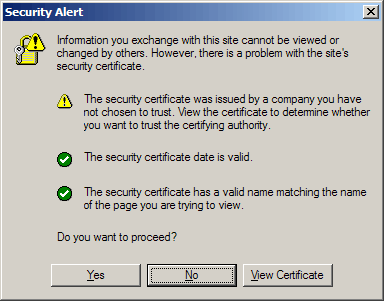 Security Alert
Information you exchange with this site cannot be viewed or
changed by others. However, there is a problem with the site's
security certificate.
The security certificate was issued by a company you have
not chosen to trust. View the certificate to determine whether
you want to trust the certifying authority.
The security certificate date is valid.
The security certificate has a valid name matching the name
of the page you are trying to view.
Do you want to proceed?
Yes
No
View Certificate